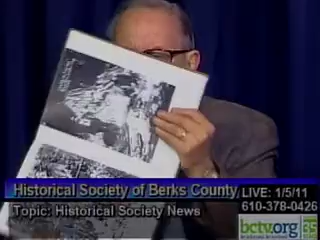 Historical Society of Berks County
LIVE: 1/5/11
Topic: Historical Society News
610-378-0426
bctv.org